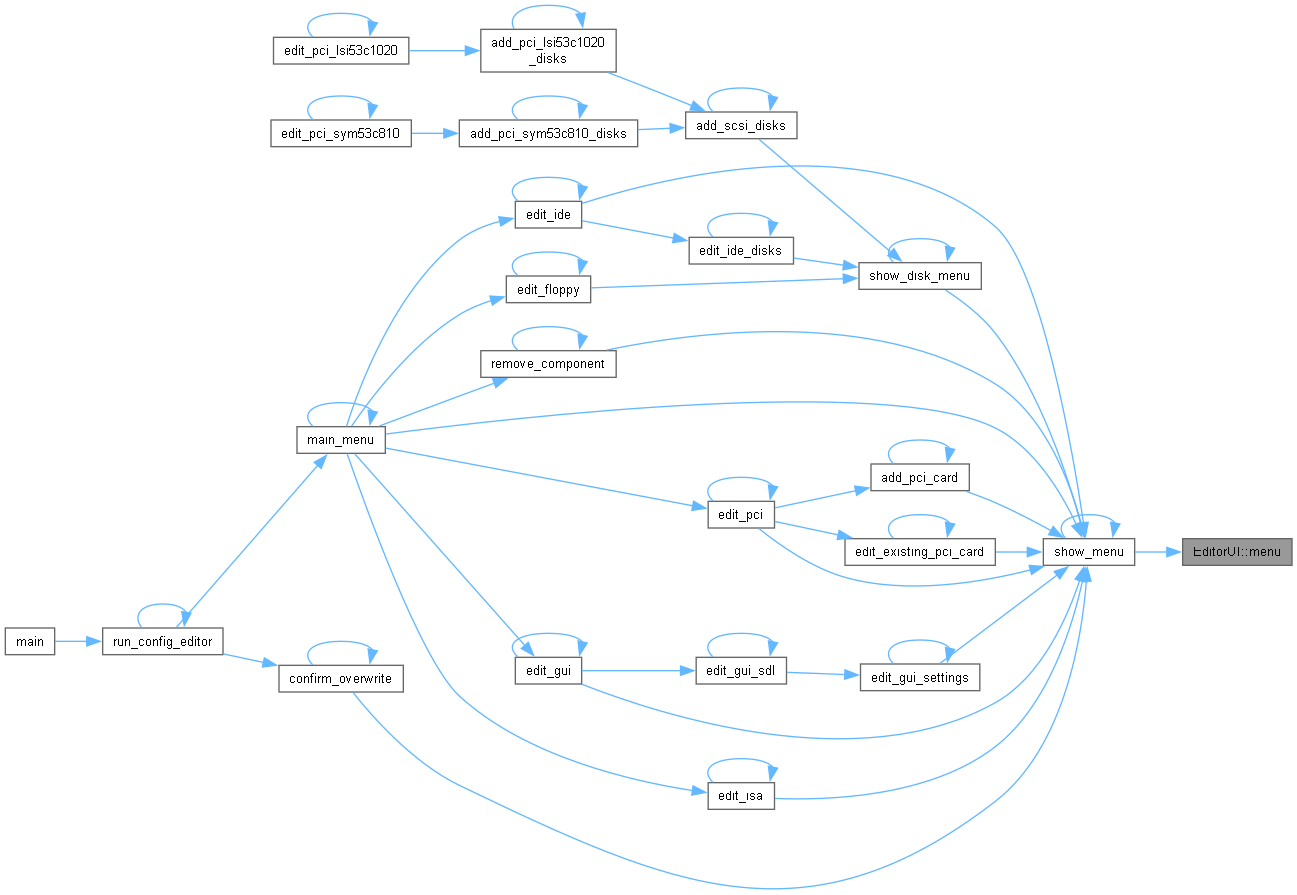 edit_pci_lsi53c1020
add_pci_lsi53c1020
_disks
edit_pci_sym53c810
add_pci_sym53c810_disks
add_scsi_disks
edit_ide
edit_ide_disks
show_disk_menu
edit_floppy
remove_component
main_menu
add_pci_card
edit_pci
edit_existing_pci_card
show_menu
EditorUI::menu
main
run_config_editor
confirm_overwrite
edit_gui
edit_gui_sdl
edit_gui_settings
edit_isa